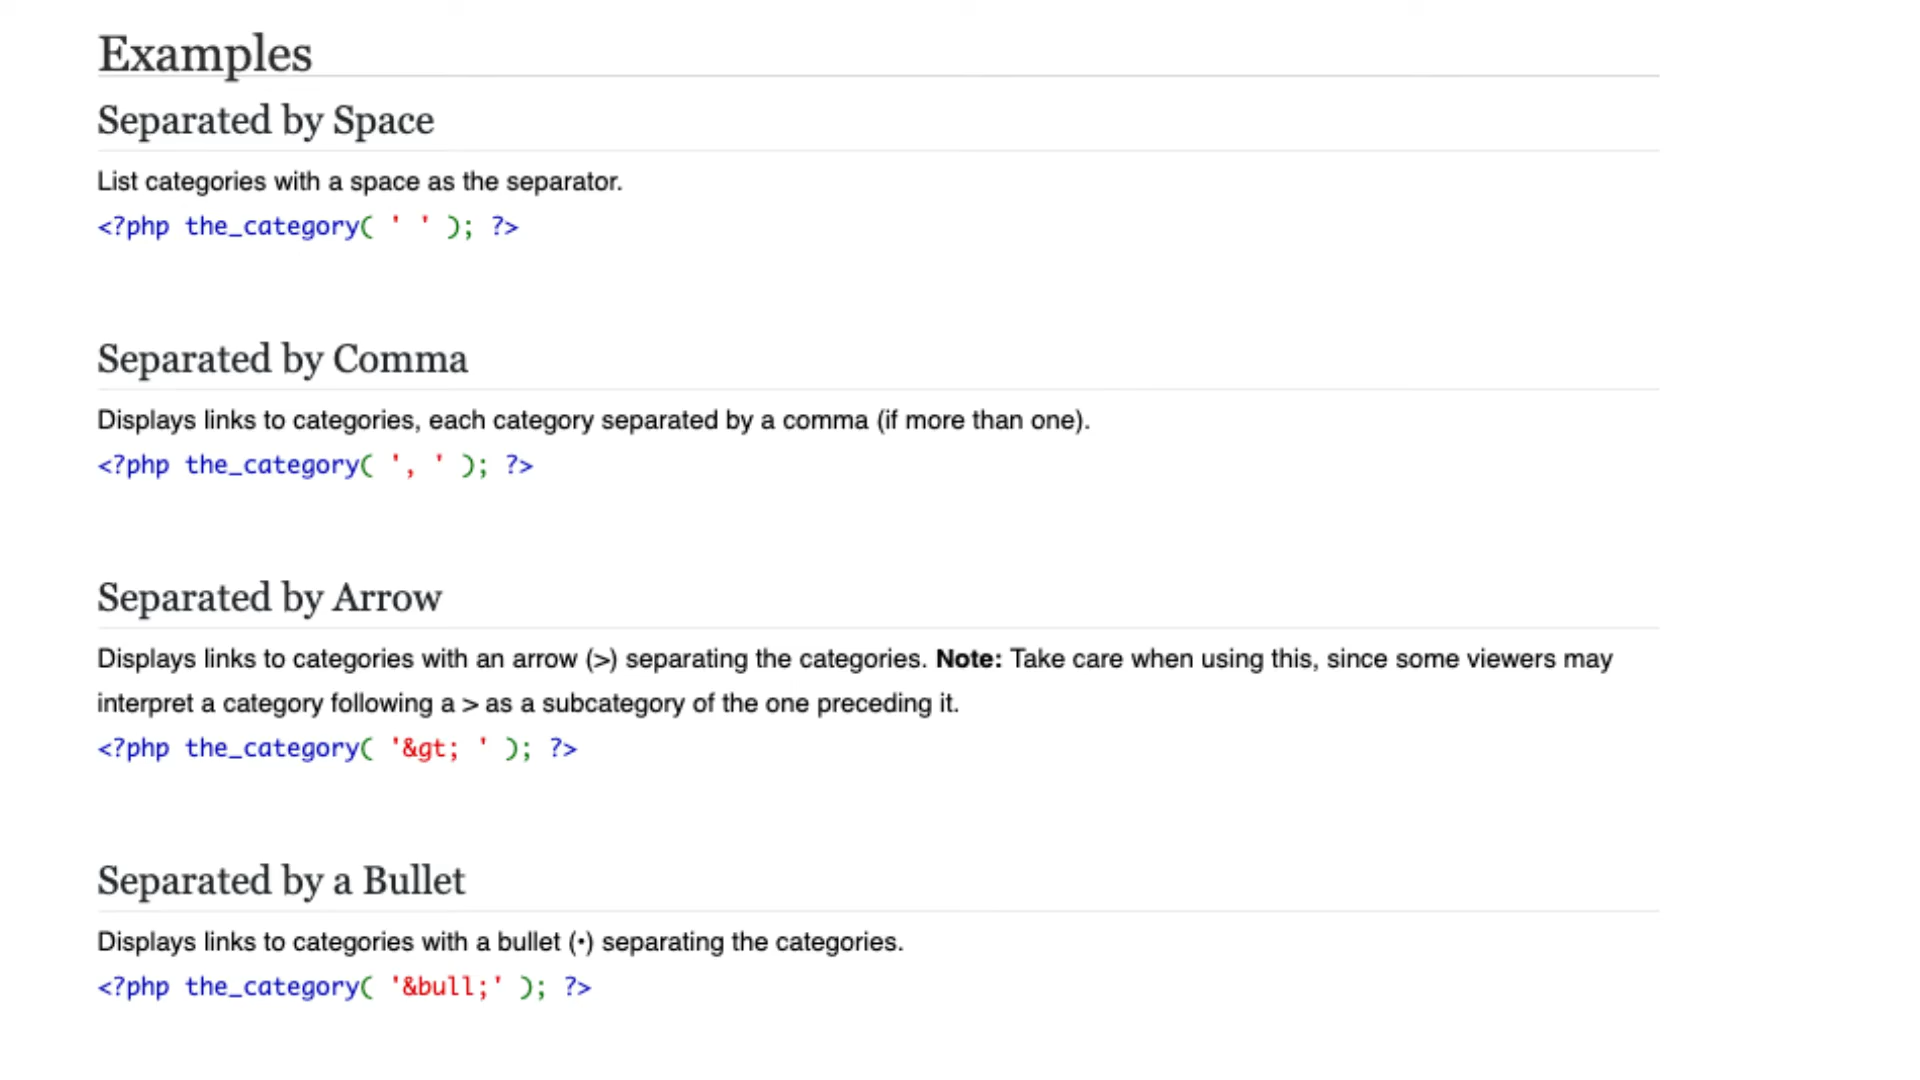 Examples
Separated by Space
List categories with a space as the separator.
<?php the_category( ' ' ); ?>
Separated by Comma
Displays links to categories, each category separated by a comma (if more than one).
<?php the_category( ', ' ); ?>
Separated by Arrow
Displays links to categories with an arrow (>) separating the categories. Note: Take care when using this, since some viewers may
interpret a category following a > as a subcategory of the one preceding it.
<?php the_category( '&gt; ' ); ?>
Separated by a Bullet
Displays links to categories with a bullet (·) separating the categories.
<?php the_category( '&bull;' ); ?>